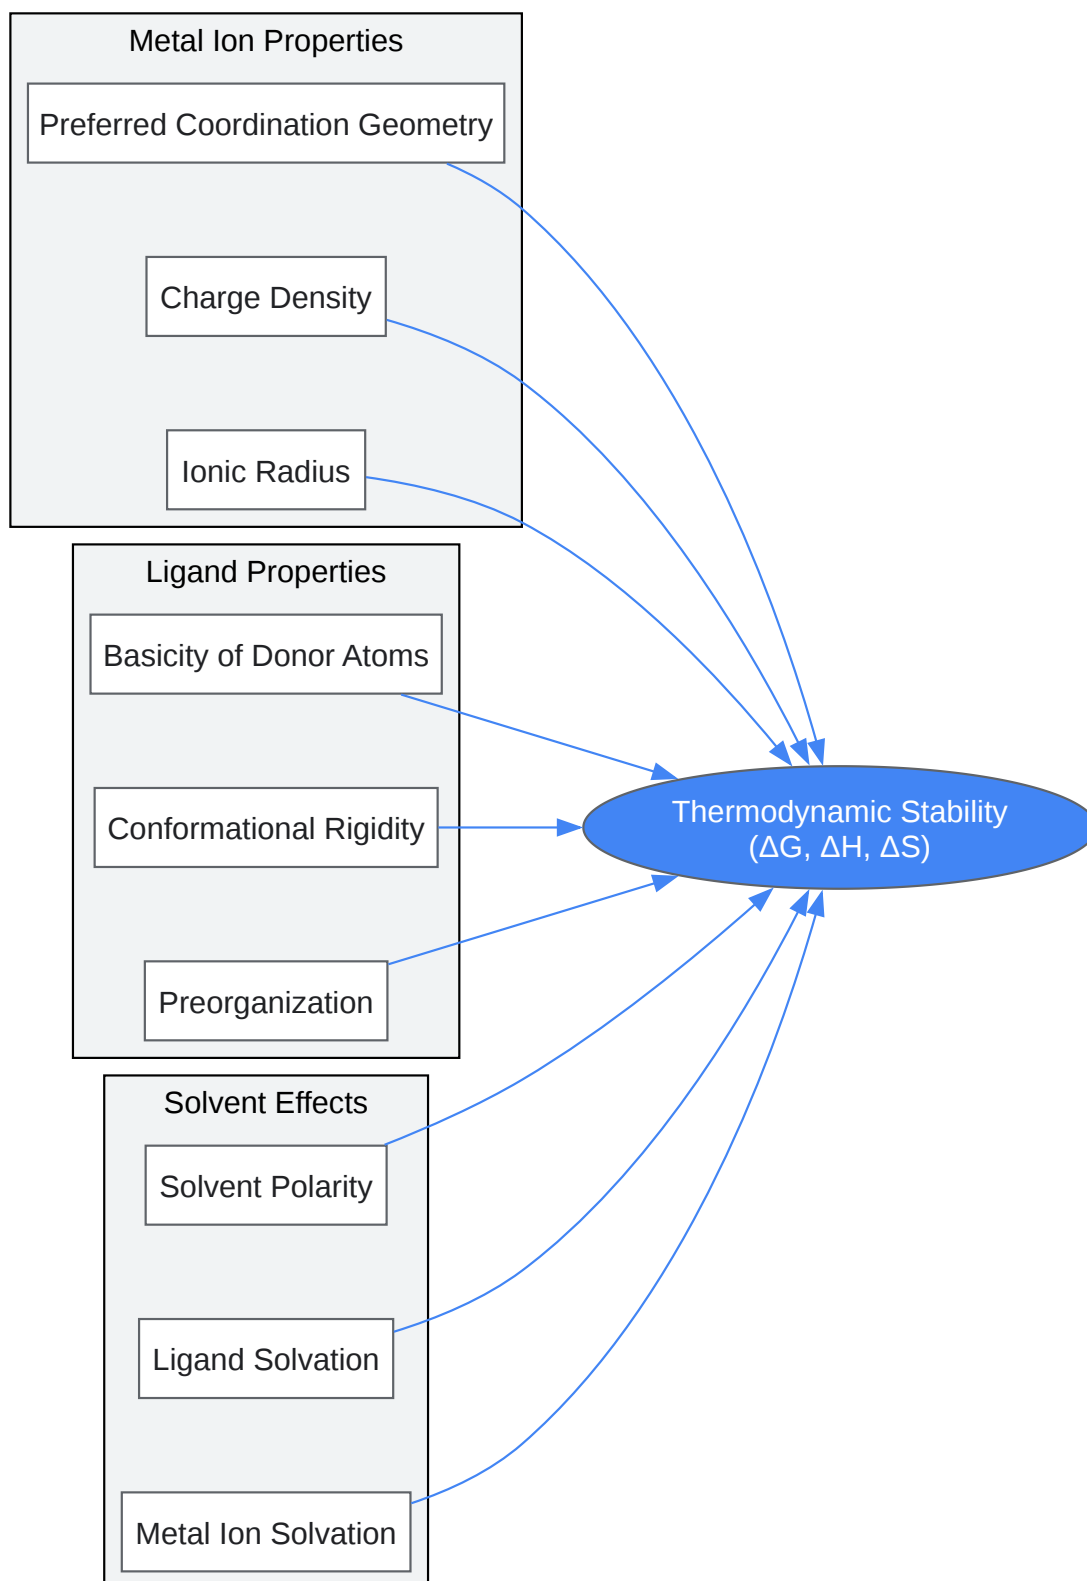 Metal Ion Properties
Preferred Coordination Geometry
Charge Density
Ionic Radius
Ligand Properties
Basicity of Donor Atoms
Conformational Rigidity
Preorganization
Solvent Effects
Solvent Polarity
Ligand Solvation
Metal Ion Solvation
Thermodynamic Stability
(ΔG, ΔH, ΔS)